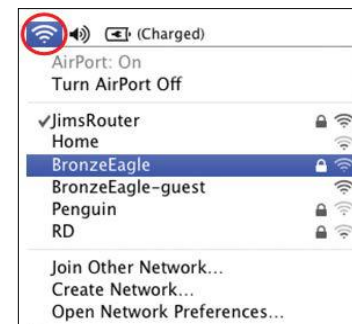 (Charged)
AirPort: On
Turn AirPort Off
✓JimsRouter
Home
BronzeEagle
BronzeEagle-guest
Penguin
RD
Join Other Network...
Create Network...
Open Network Preferences...